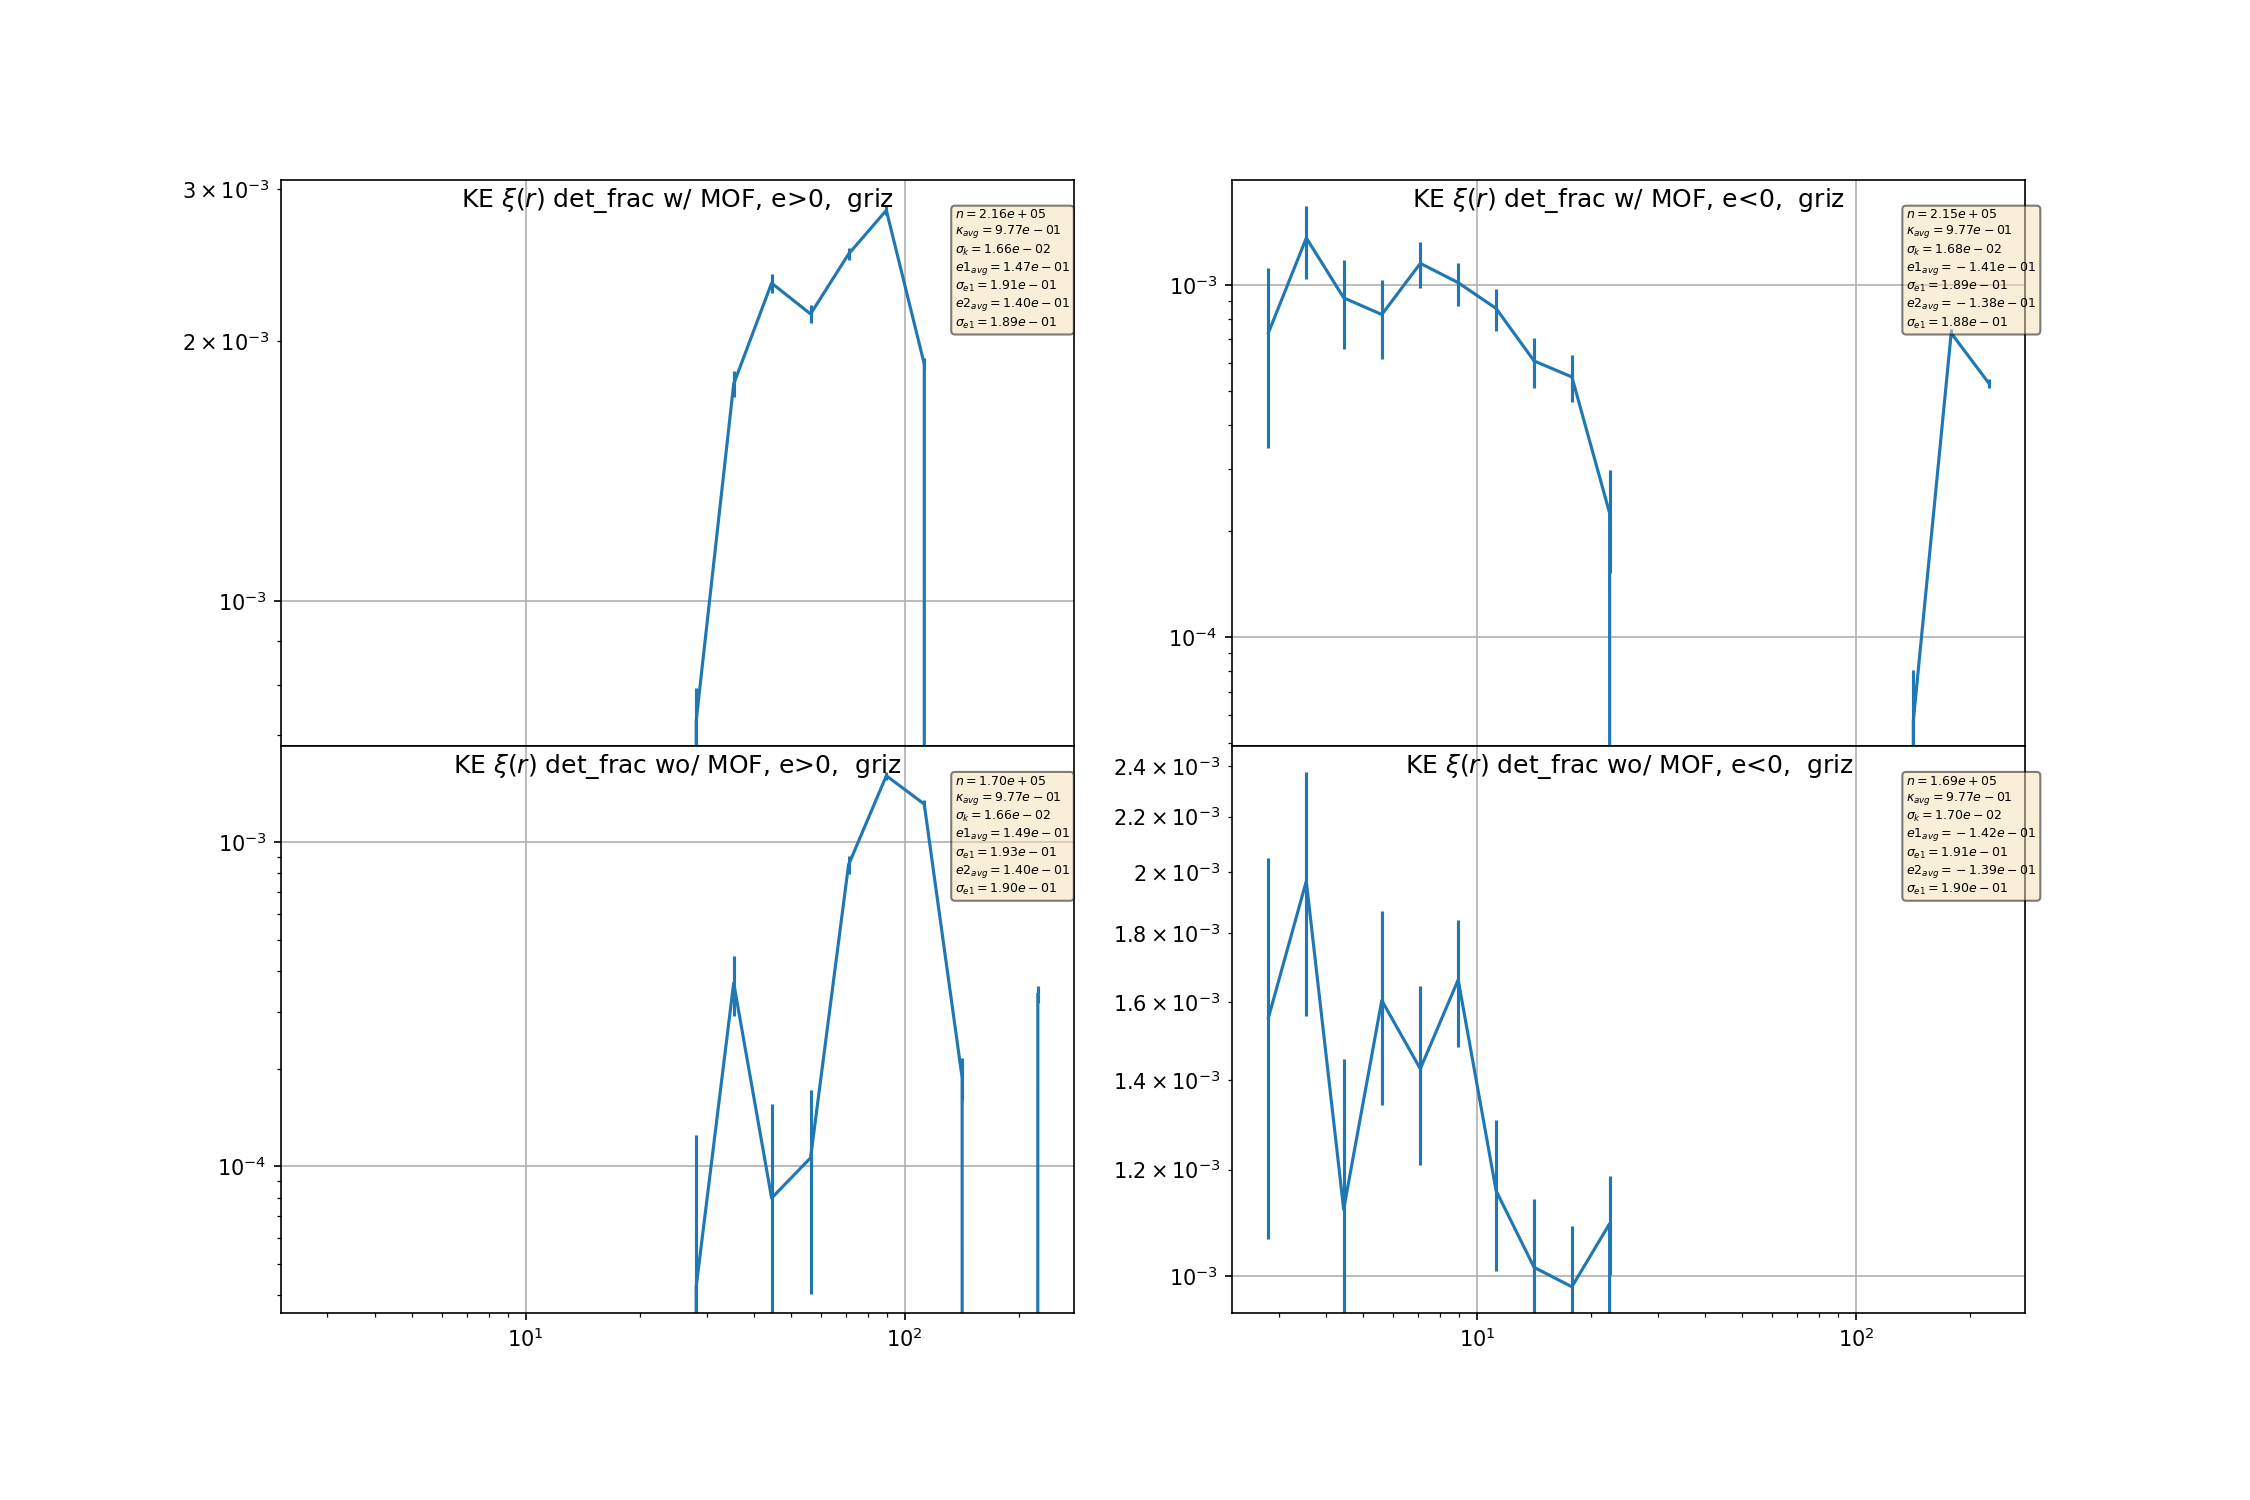 KE ξ(r) det_frac w/ MOF, e>0,  griz
3 × 10⁻³
2 × 10⁻³
10⁻³
n = 2.16e + 05
κavg = 9.77e − 01
σk = 1.66e − 02
e1avg = 1.47e − 01
σe1 = 1.91e − 01
e2avg = 1.40e − 01
σe1 = 1.89e − 01
KE ξ(r) det_frac w/ MOF, e<0,  griz
10⁻³
10⁻⁴
n = 2.15e + 05
κavg = 9.77e − 01
σk = 1.68e − 02
e1avg = −1.41e − 01
σe1 = 1.89e − 01
e2avg = −1.38e − 01
σe1 = 1.88e − 01
KE ξ(r) det_frac wo/ MOF, e>0,  griz
10⁻³
10⁻⁴
n = 1.70e + 05
κavg = 9.77e − 01
σk = 1.66e − 02
e1avg = 1.49e − 01
σe1 = 1.93e − 01
e2avg = 1.40e − 01
σe1 = 1.90e − 01
10¹
10²
KE ξ(r) det_frac wo/ MOF, e<0,  griz
2.4 × 10⁻³
2.2 × 10⁻³
2 × 10⁻³
1.8 × 10⁻³
1.6 × 10⁻³
1.4 × 10⁻³
1.2 × 10⁻³
10⁻³
n = 1.69e + 05
κavg = 9.77e − 01
σk = 1.70e − 02
e1avg = −1.42e − 01
σe1 = 1.91e − 01
e2avg = −1.39e − 01
σe1 = 1.90e − 01
10¹
10²